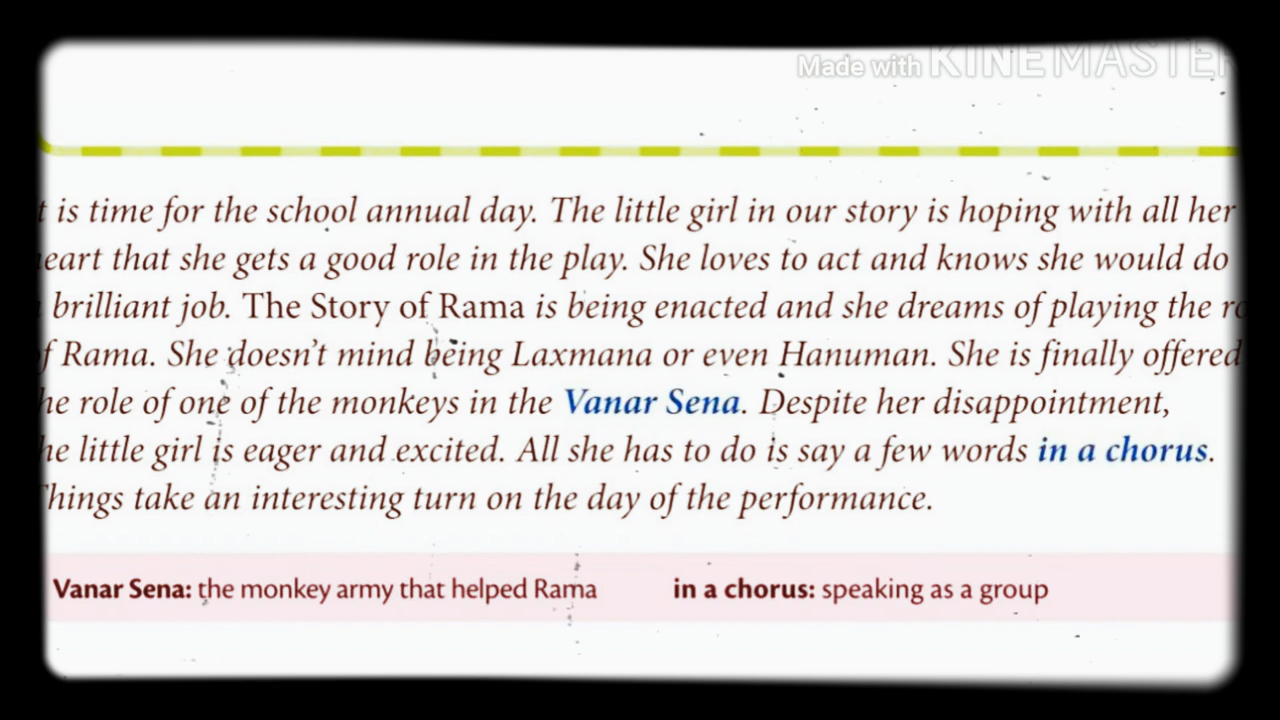 Made with KINEMASTER
t is time for the school annual day. The little girl in our story is hoping with all her
eart that she gets a good role in the play. She loves to act and knows she would do
brilliant job. The Story of Rama is being enacted and she dreams of playing the ro
f Rama. She doesn't mind being Laxmana or even Hanuman. She is finally offered
he role of one of the monkeys in the Vanar Sena. Despite her disappointment,
he little girl is eager and excited. All she has to do is say a few words in a chorus.
Things take an interesting turn on the day of the performance.
Vanar Sena: the monkey army that helped Rama in a chorus: speaking as a group